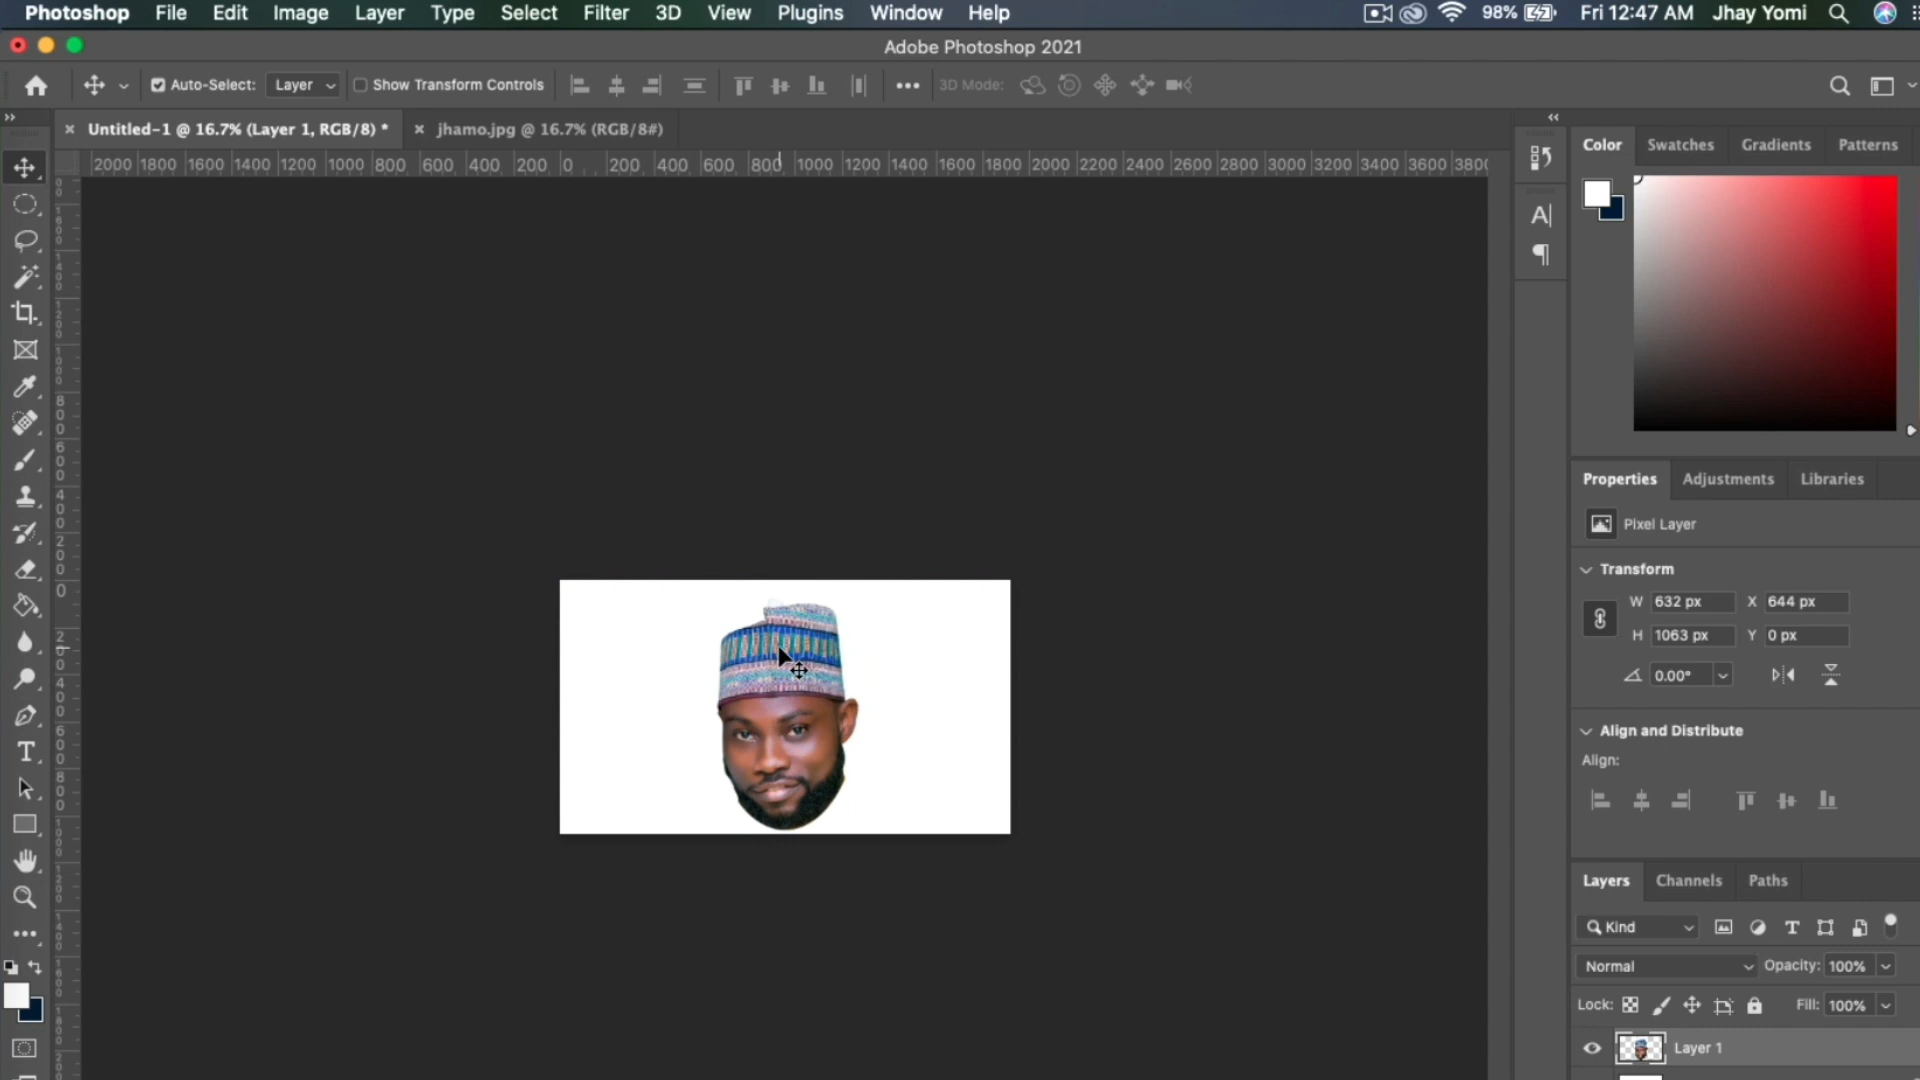 Photoshop File Edit Image Layer Type Select Filter 3D View Plugins Window Help 98% Fri 12:47 AM Jhay Yomi
Adobe Photoshop 2021
Auto-Select: Layer Show Transform Controls 3D Mode:
Untitled-1 @ 16.7% (Layer 1, RGB/8) * jhamo.jpg @ 16.7% (RGB/8#)
2000 1800 1600 1400 1200 1000 800 600 400 200 0 200 400 600 800 1000 1200 1400 1600 1800 2000 2200 2400 2600 2800 3000 3200 3400 3600
Color Swatches Gradients Patterns
Properties Adjustments Libraries
Pixel Layer
Transform
W 632 px X 644 px
H 1063 px Y 0 px
0.00°
Align and Distribute
Align:
Layers Channels Paths
Kind
Normal Opacity: 100%
Lock: Fill: 100%
Layer 1